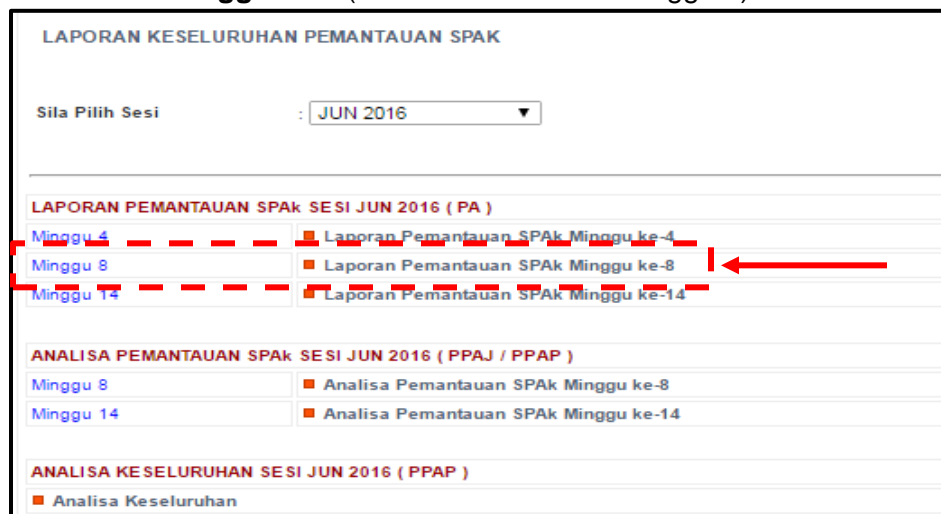 LAPORAN KESELURUHAN PEMANTAUAN SPAK
Sila Pilih Sesi : JUN 2016 ▼
LAPORAN PEMANTAUAN SPAk SESI JUN 2016 ( PA )
Minggu 4 Laporan Pemantauan SPAk Minggu ke-4
Minggu 8 Laporan Pemantauan SPAk Minggu ke-8
Minggu 14 Laporan Pemantauan SPAk Minggu ke-14
ANALISA PEMANTAUAN SPAk SESI JUN 2016 ( PPAJ / PPAP )
Minggu 8 Analisa Pemantauan SPAk Minggu ke-8
Minggu 14 Analisa Pemantauan SPAk Minggu ke-14
ANALISA KESELURUHAN SESI JUN 2016 ( PPAP )
Analisa Keseluruhan